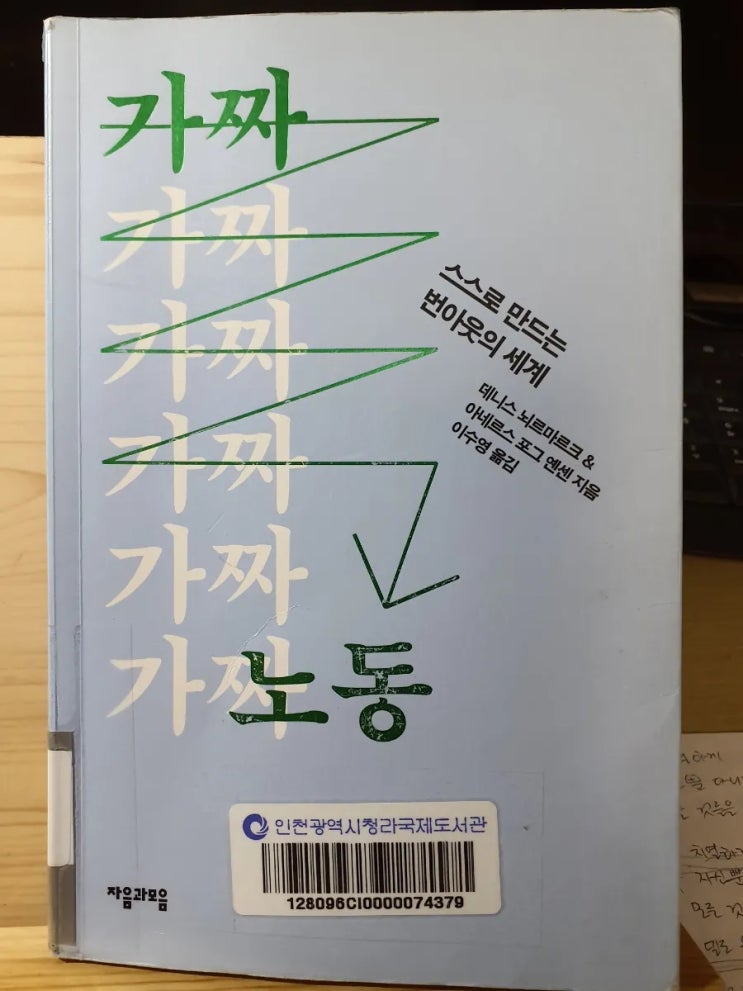 가짜
가짜
가짜
가짜
가짜
가짜
노동
스스로 만드는
번아웃의 세계
데니스 뇌르마르크 &
아네르스 포그 옌센 지음
이수영 옮김
인천광역시청라국제도서관
128096CI0000074379
자음과모음
자신뿐